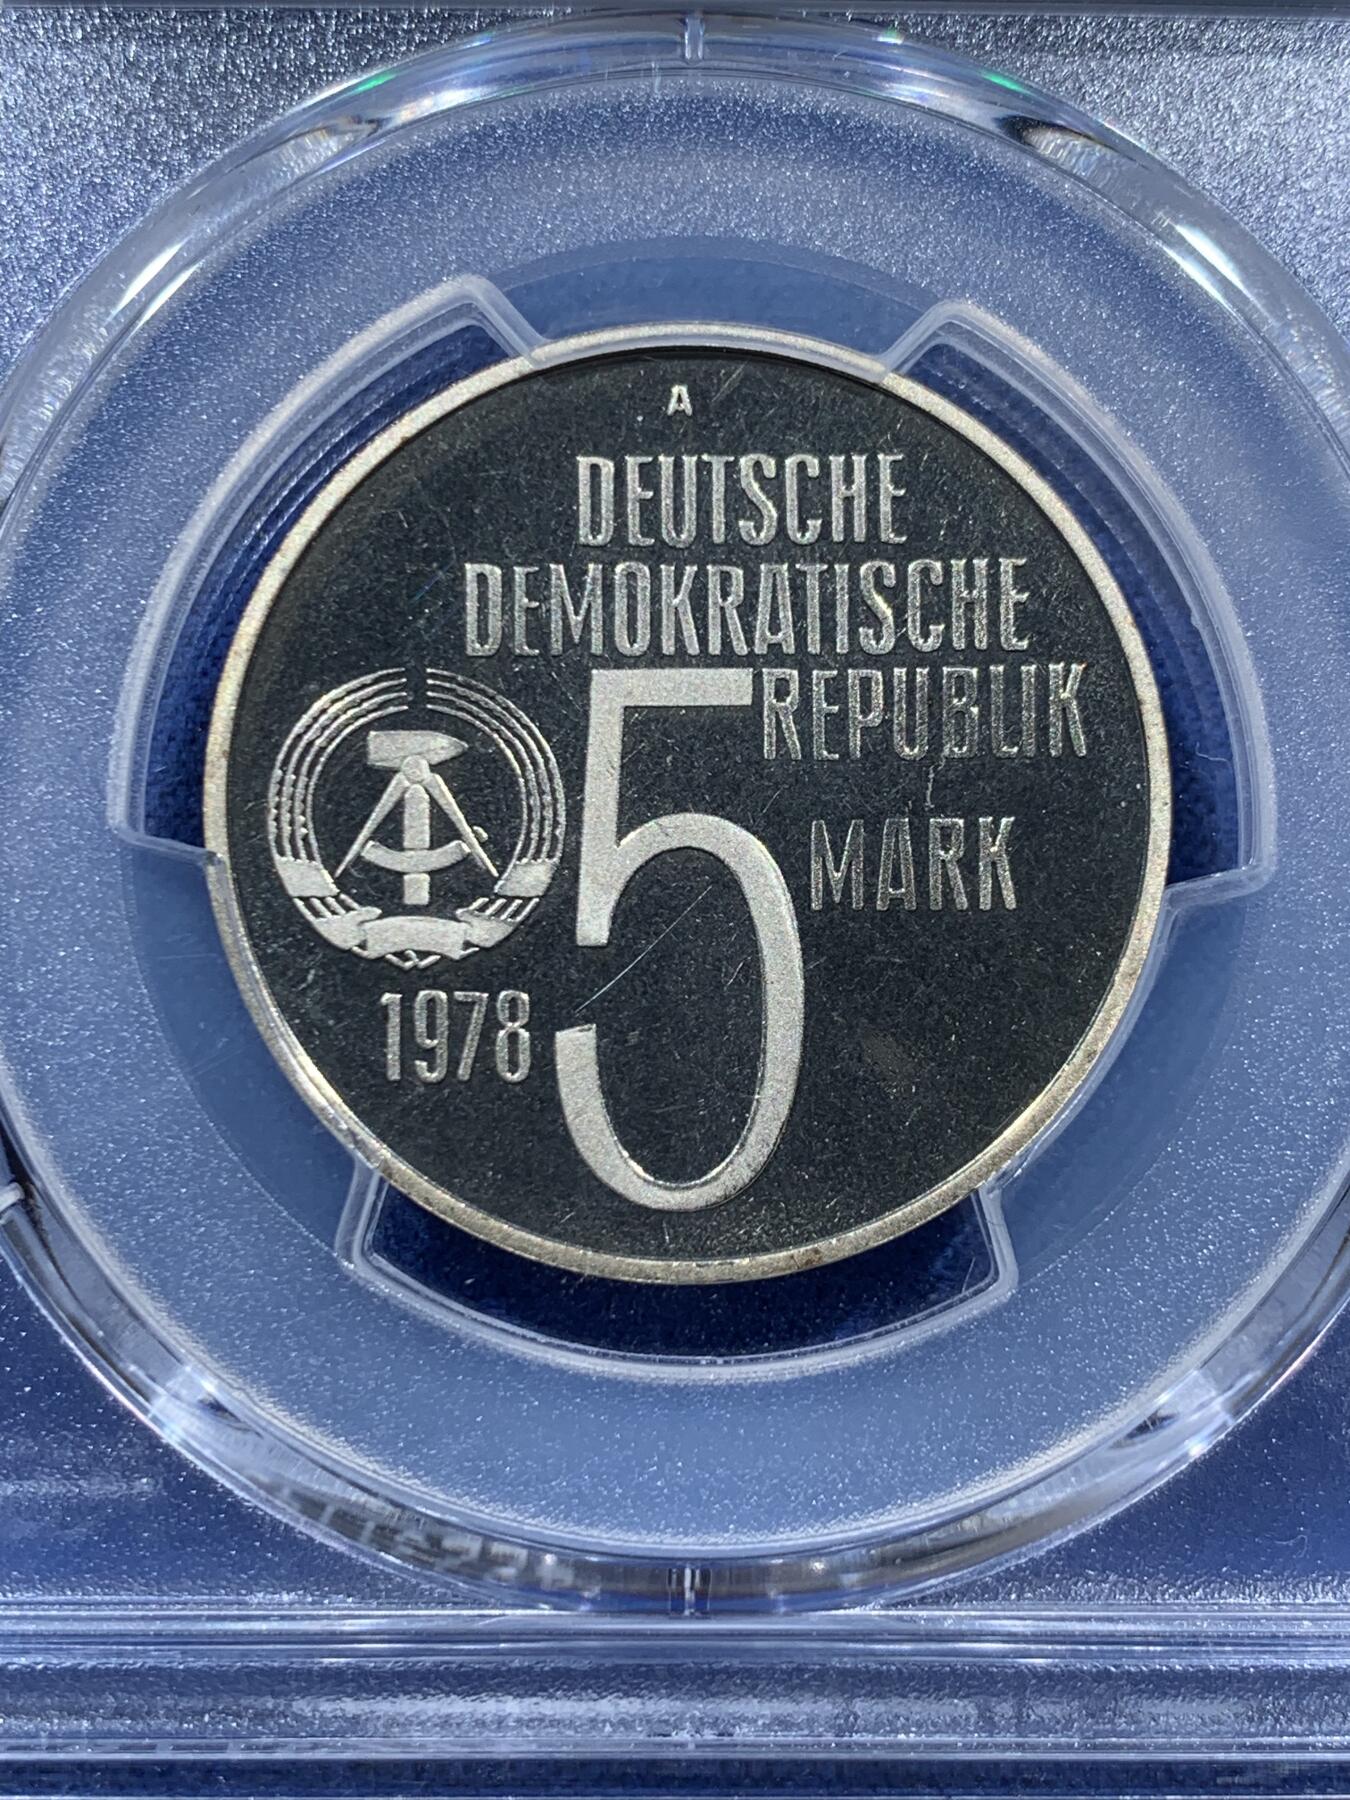 A
DEUTSCHE
DEMOKRATISCHE
REPUBLIK
5 MARK
1978